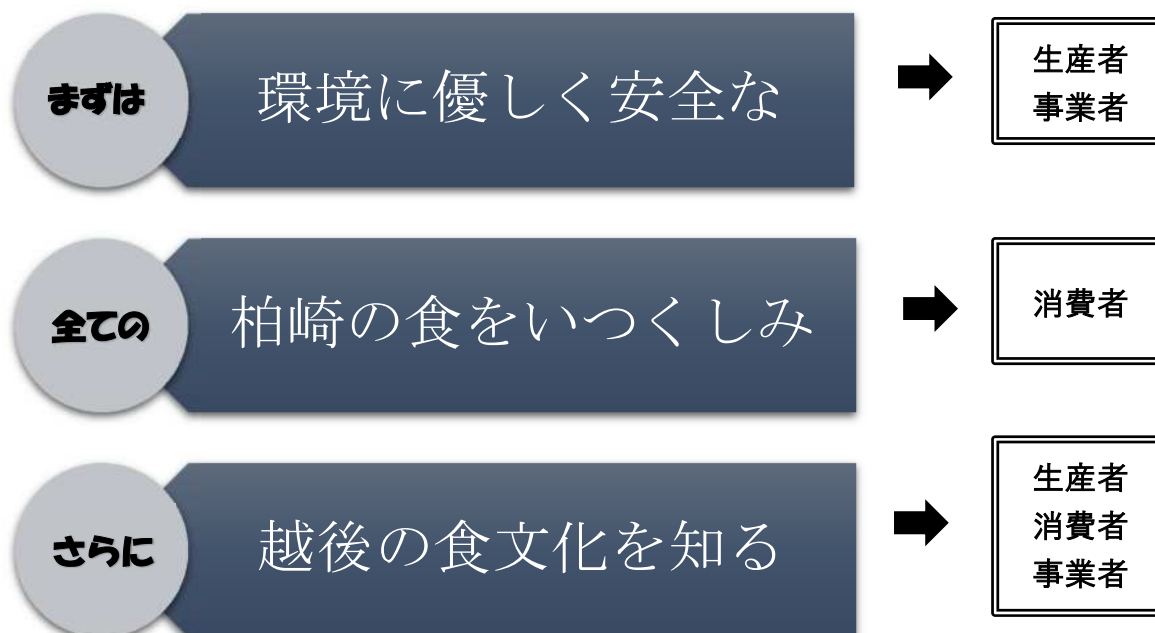 まずは
環境に優しく安全な
生産者
事業者
全ての
柏崎の食をいつくしみ
消費者
さらに
越後の食文化を知る
生産者
消費者
事業者